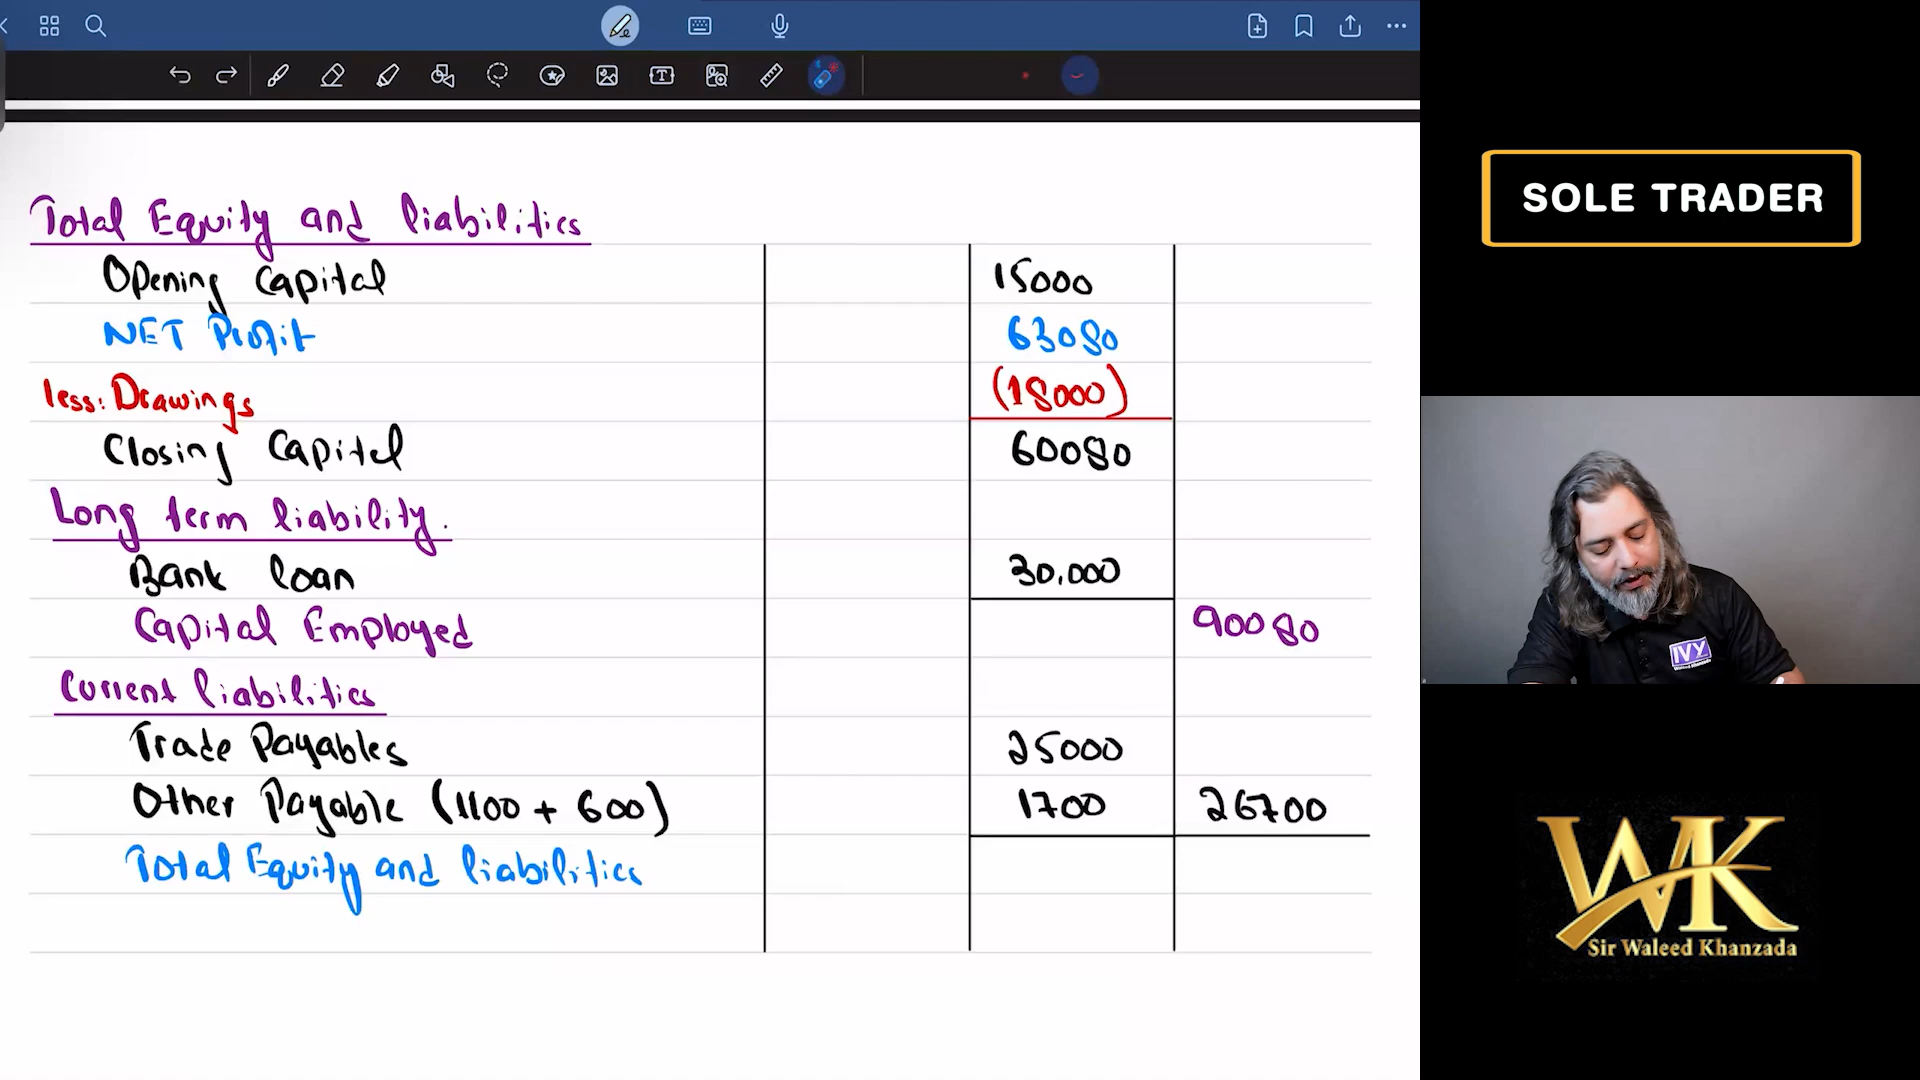 Total Equity and liabilities
Opening Capital 15000
NET Profit 63080
less: Drawings (18000)
Closing Capital 60080
Long term liability.
Bank loan 30,000
Capital Employed 90080
Current liabilities
Trade Payables 25000
Other Payable (1100 + 600) 1700 26700
Total Equity and liabilities
SOLE TRADER
IVY
WK
Sir Waleed Khanzada